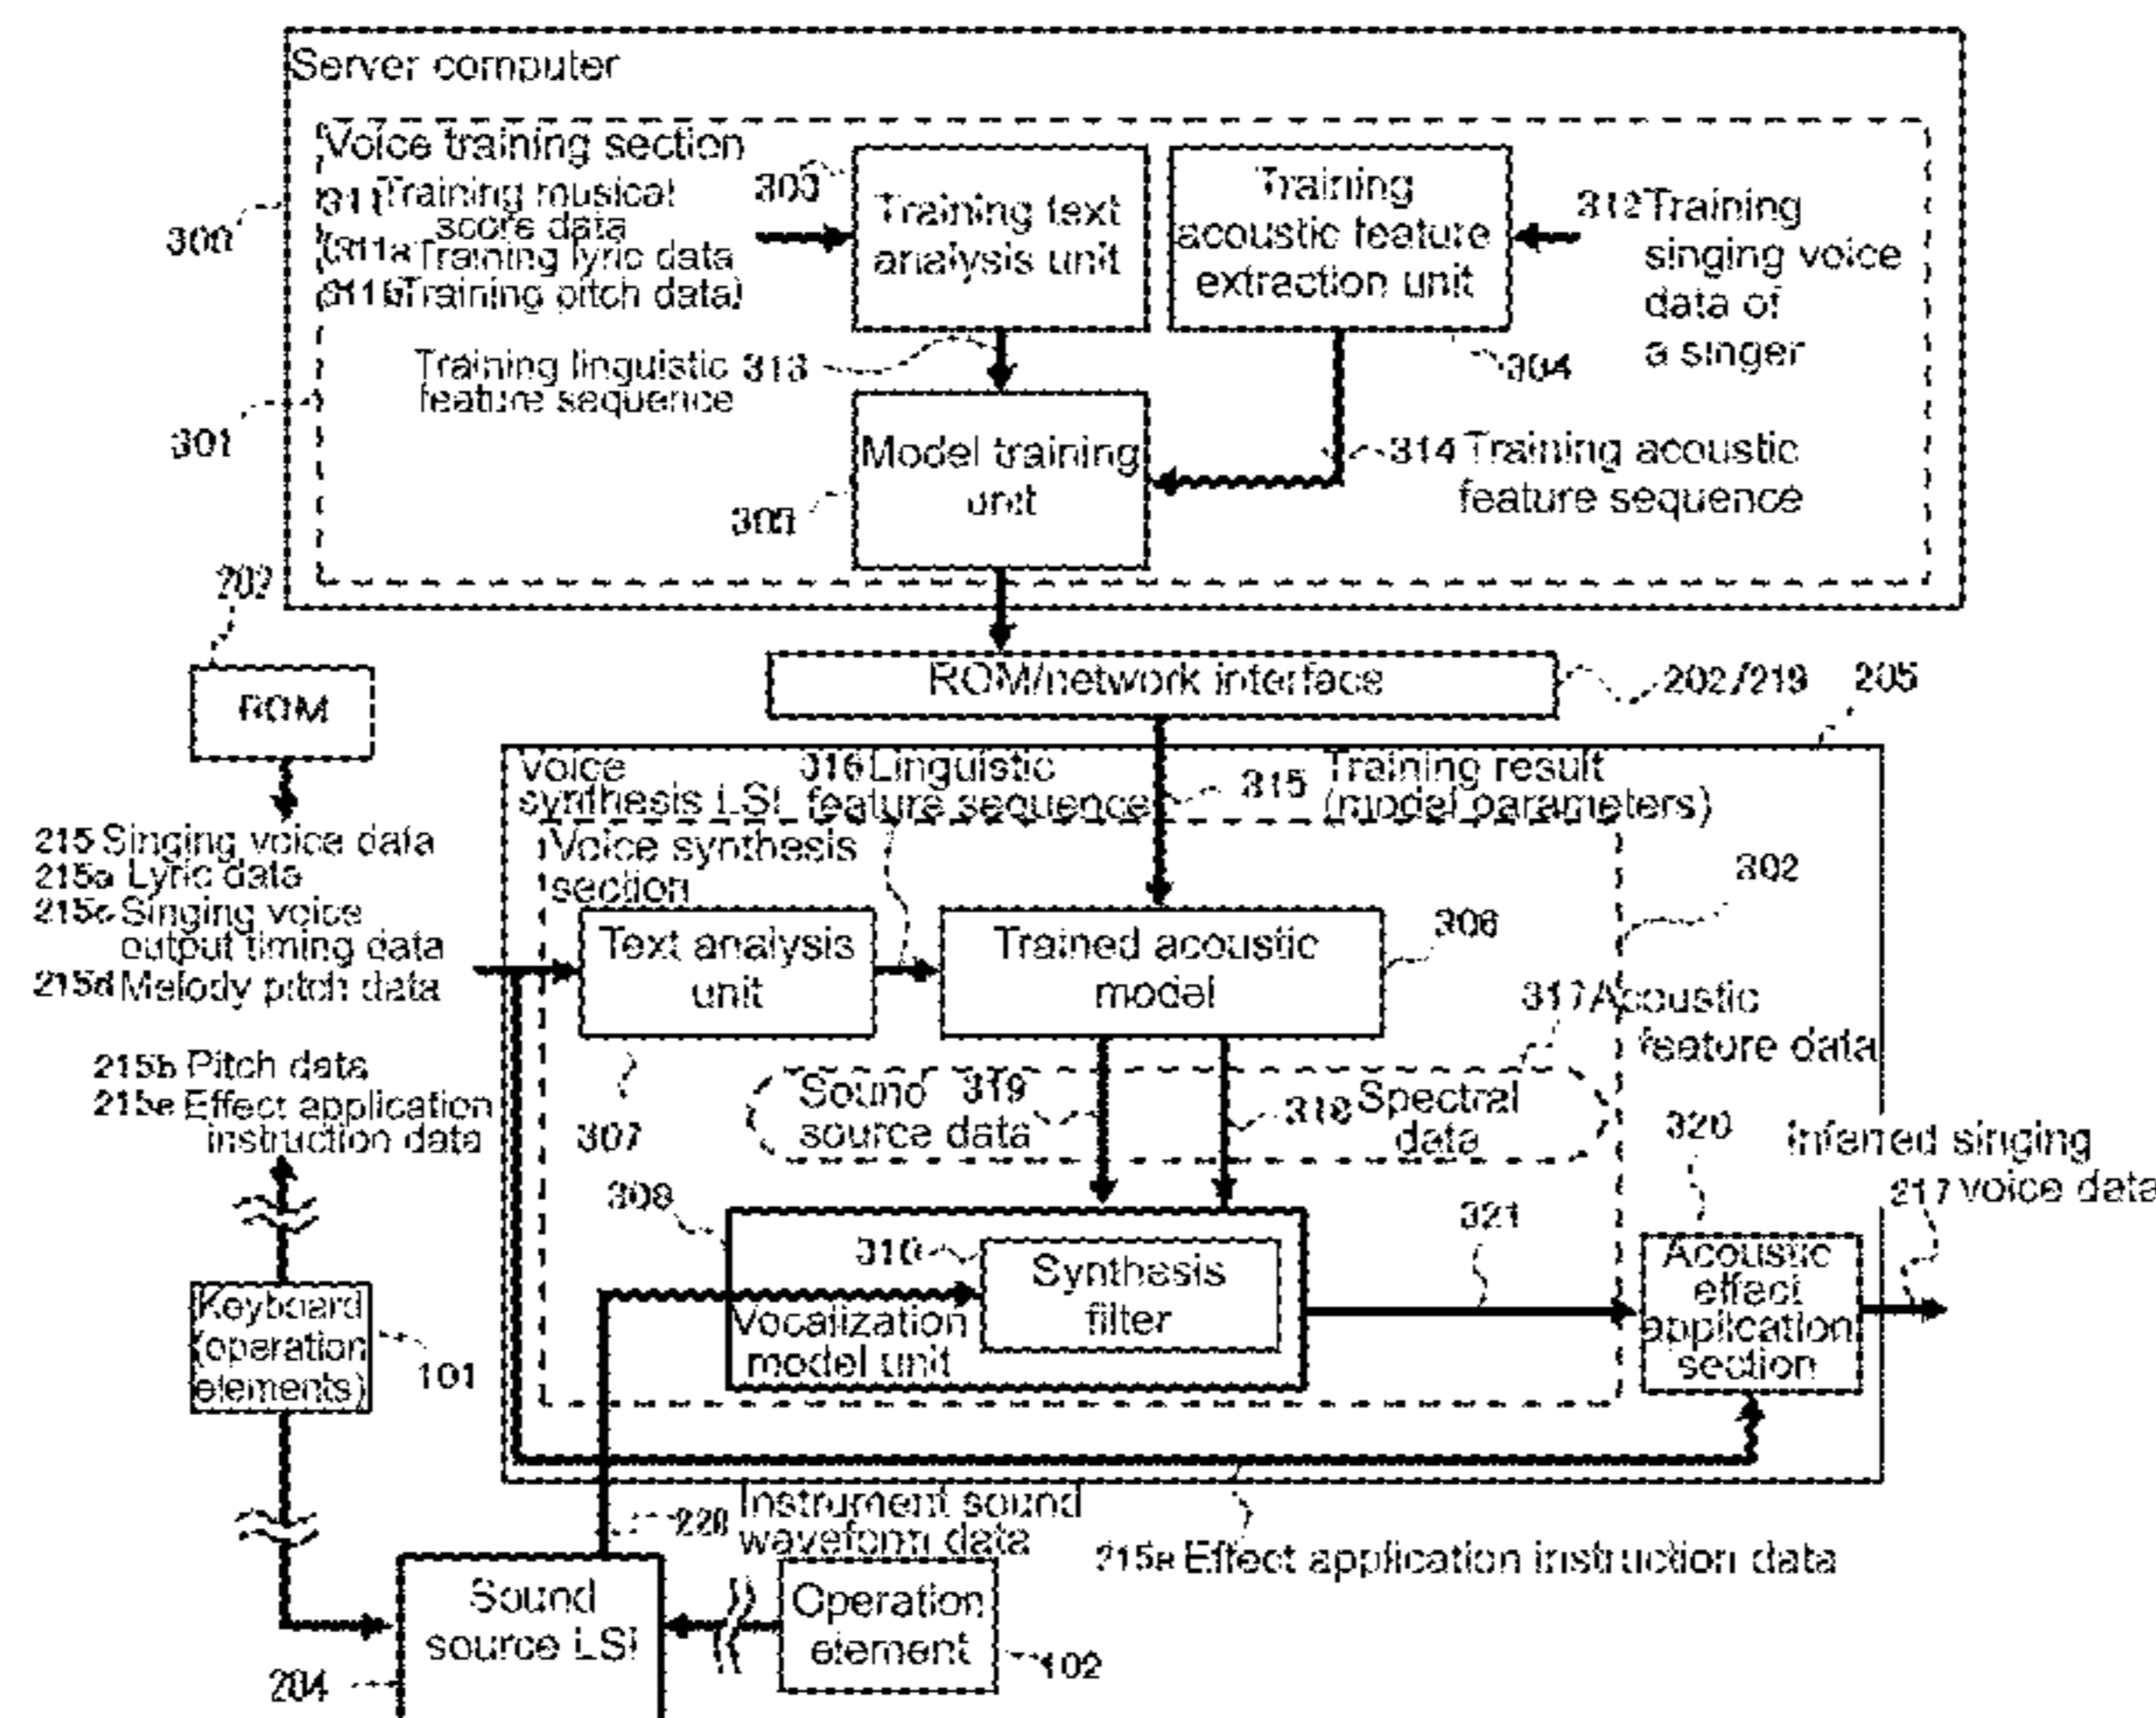 Server computer
Voice training section
311 Training musical
score data
(311a Training lyric data
311b Training pitch data)
300
303
Training text
analysis unit
Training
acoustic feature
extraction unit
312 Training
singing voice
data of
a singer
304
Training linguistic 313
feature sequence
301
Model training
unit
305
314 Training acoustic
feature sequence
202
ROM
ROM/network interface
202/219
205
Voice
synthesis LSI
316 Linguistic
feature sequence
315
Training result
(model parameters)
215 Singing voice data
215a Lyric data
215c Singing voice
output timing data
215d Melody pitch data
Voice synthesis
section
302
Text analysis
unit
Trained acoustic
model
306
307
317 Acoustic
feature data
215b Pitch data
215e Effect application
instruction data
Sound 319
source data
318 Spectral
data
320
Inferred singing
217 voice data
308
310
Synthesis
filter
Vocalization
model unit
321
Acoustic
effect
application
section
Keyboard
(operation
elements)
101
220 Instrument sound
waveform data
215e Effect application instruction data
Sound
source LSI
204
Operation
element
102